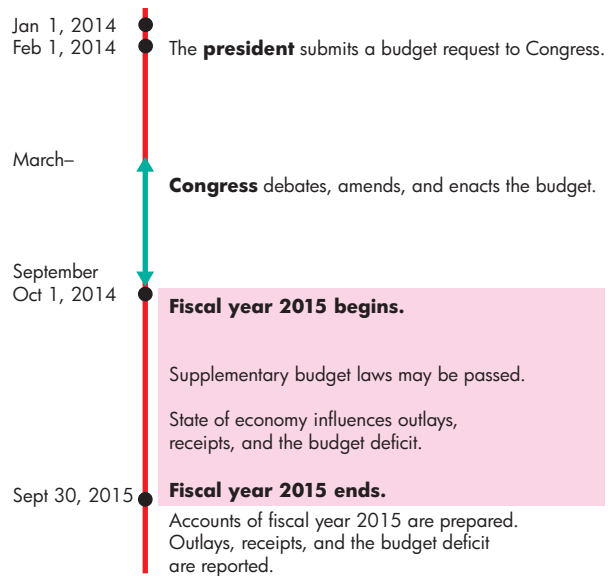 Jan 1, 2014
Feb 1, 2014
The president submits a budget request to Congress.
March–
Congress debates, amends, and enacts the budget.
September
Oct 1, 2014
Fiscal year 2015 begins.
Supplementary budget laws may be passed.
State of economy influences outlays,
receipts, and the budget deficit.
Sept 30, 2015
Fiscal year 2015 ends.
Accounts of fiscal year 2015 are prepared.
Outlays, receipts, and the budget deficit
are reported.